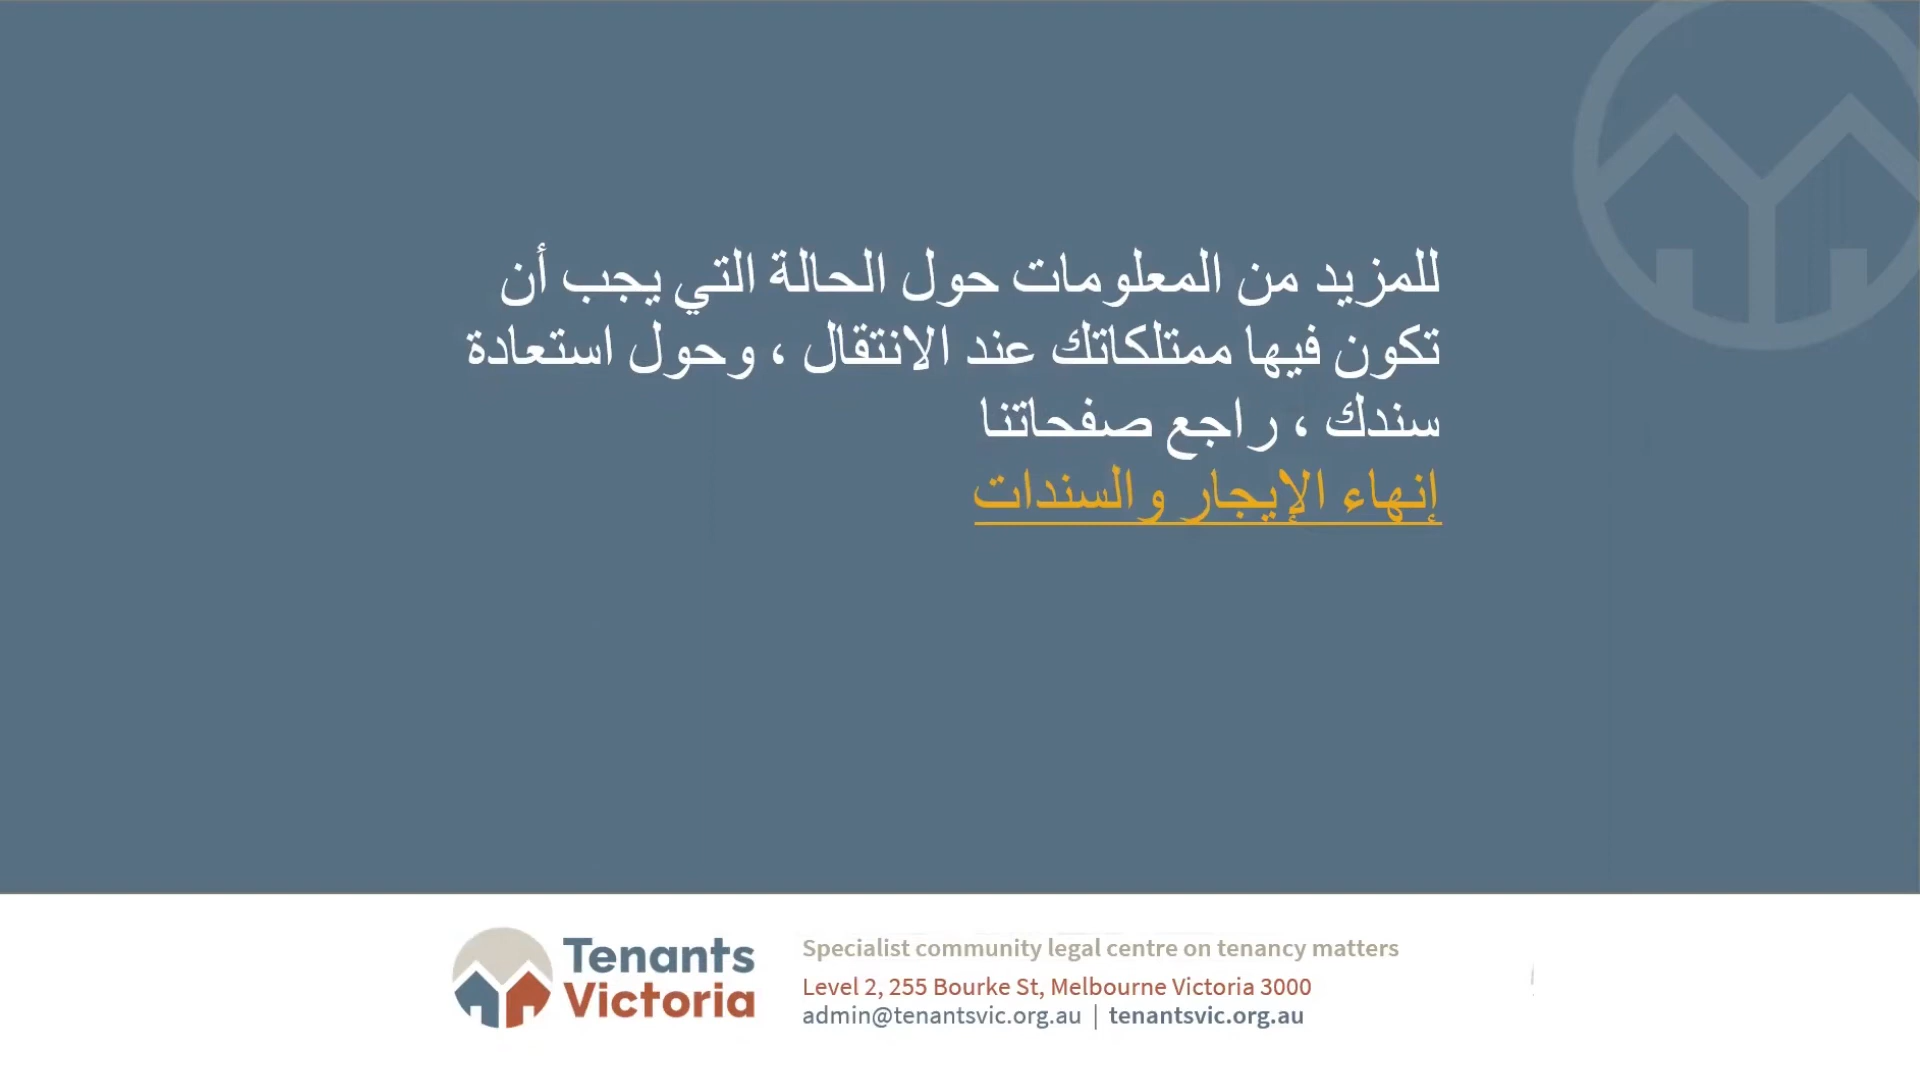 للمزيد من المعلومات حول الحالة التي يجب أن
تكون فيها ممتلكاتك عند الانتقال ، وحول استعادة
سندك ، راجع صفحاتنا
إنهاء الإيجار والسندات
Tenants
Victoria
Specialist community legal centre on tenancy matters
Level 2, 255 Bourke St, Melbourne Victoria 3000
admin@tenantsvic.org.au | tenantsvic.org.au